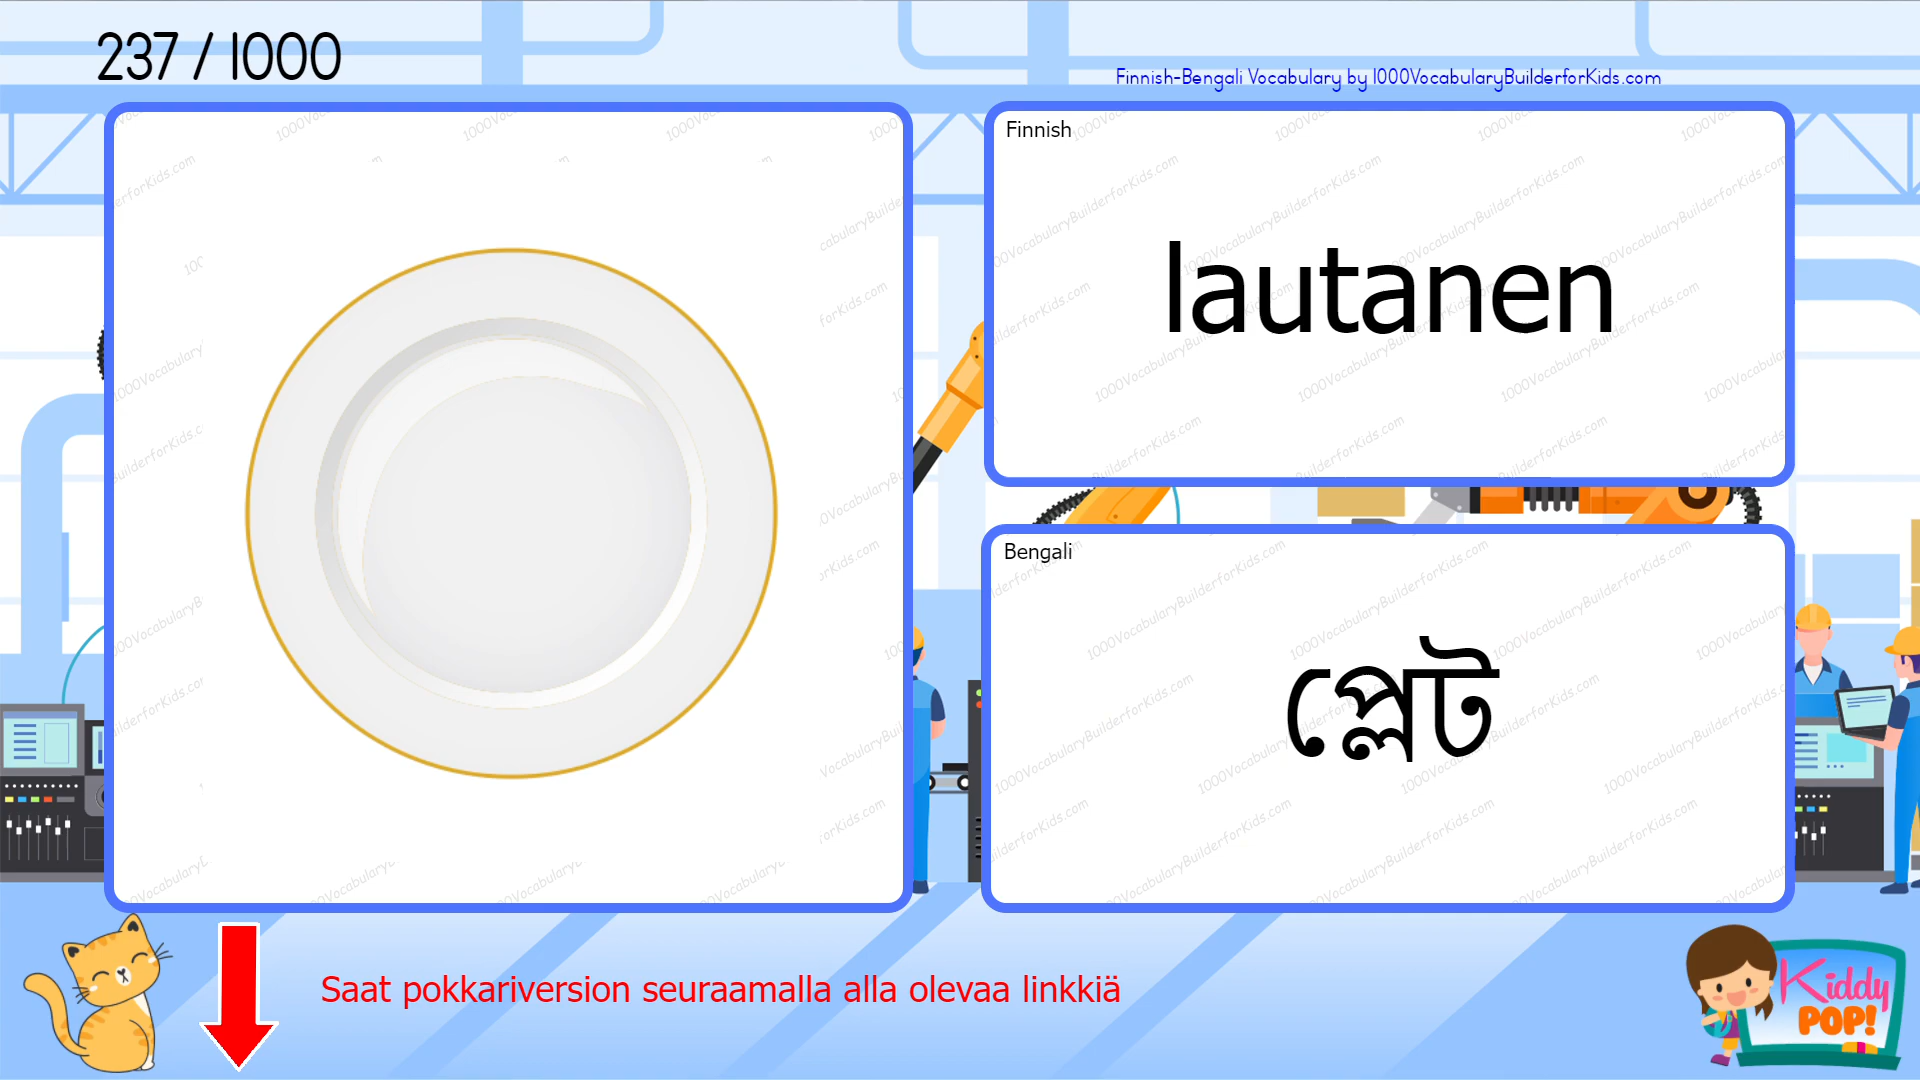 237 / 1000
Finnish-Bengali Vocabulary by 1000VocabularyBuilderforKids.com
Finnish
lautanen
Bengali
প্লেট
Saat pokkariversion seuraamalla alla olevaa linkkiä
Kiddy
POP!